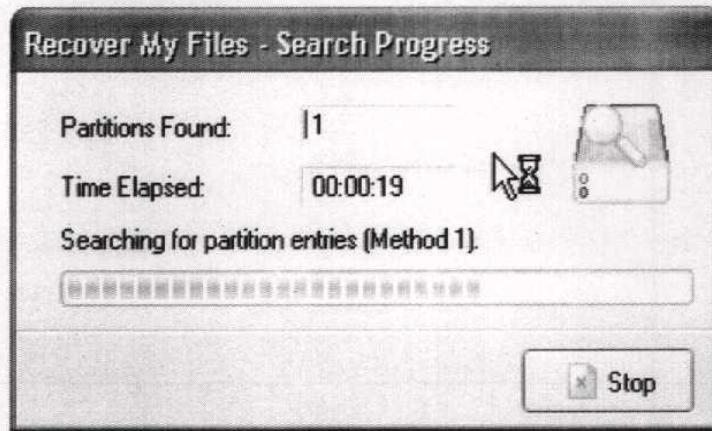 Recover My Files - Search Progress
Partitions Found: 1
Time Elapsed: 00:00:19
Searching for partition entries (Method 1).
Stop